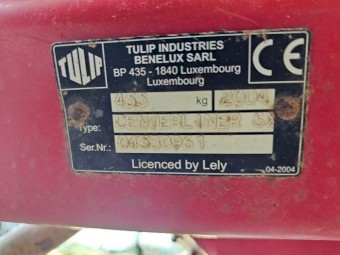 TULIP
TULIP INDUSTRIES
BENELUX SARL
BP 435 - 1840 Luxembourg
Luxembourg
CE
kg 2004
Type: CENTERLINER
Ser.Nr.:
Licenced by Lely
04-2004